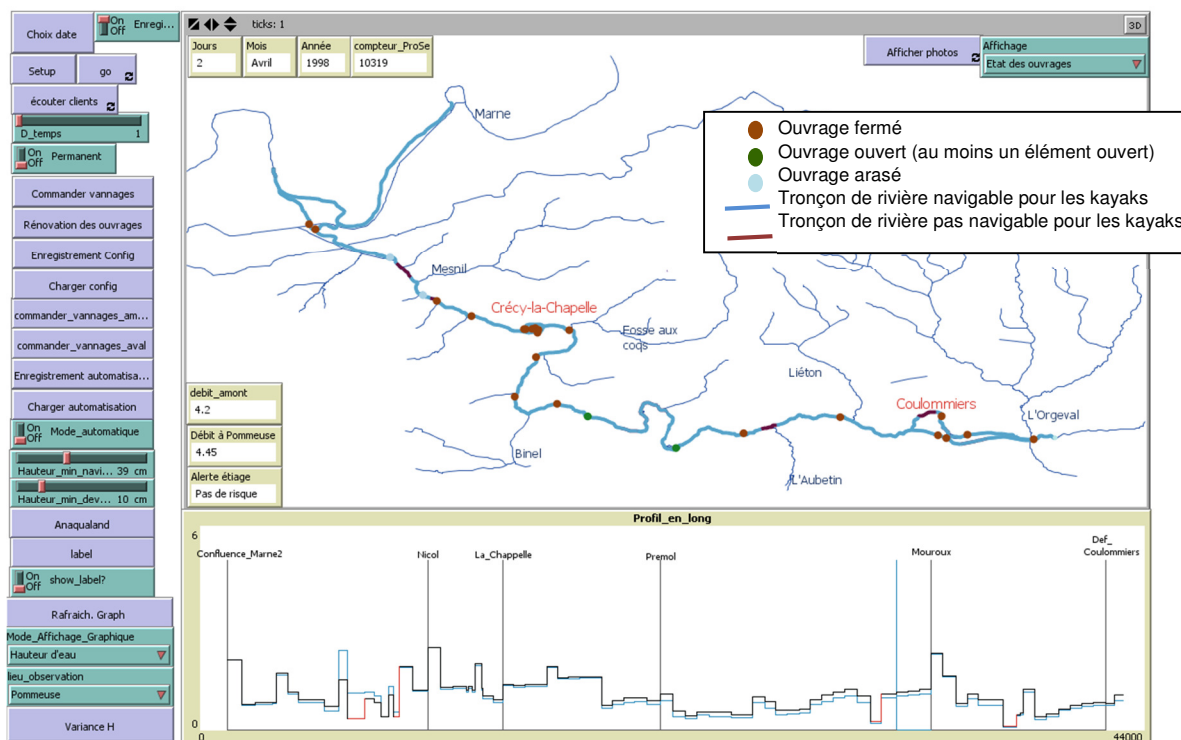 Choix date
On
Off
Enregi...
ticks: 1
3D
Setup
go
écouter clients
D_temps 1
On
Off
Permanent
Commander vannages
Rénovation des ouvrages
Enregistrement Config
Charger config
commander_vannages_am...
commander_vannages_aval
Enregistrement automatisa...
Charger automatisation
On
Off
Mode_automatique
Hauteur_min_navi... 39 cm
Hauteur_min_dev... 10 cm
Anaqualand
label
On
Off
show_label?
Rafraich. Graph
Mode_Affichage_Graphique
Hauteur d'eau
lieu_observation
Pommeuse
Variance H
Jours
2
Mois
Avril
Année
1998
compteur_ProSe
10319
Afficher photos
Affichage
Etat des ouvrages
Ouvrage fermé
Ouvrage ouvert (au moins un élément ouvert)
Ouvrage arasé
Tronçon de rivière navigable pour les kayaks
Tronçon de rivière pas navigable pour les kayaks
Marne
Mesnil
Crécy-la-Chapelle
Fosse aux
coqs
Liéton
Coulommiers
L'Orgeval
Binel
L'Aubetin
debit_amont
4.2
Débit à Pommeuse
4.45
Alerte étiage
Pas de risque
Profil_en_long
6
Confluence_Marne2
Nicol
La_Chappelle
Premol
Mouroux
Def_
Coulommiers
0
0
44000